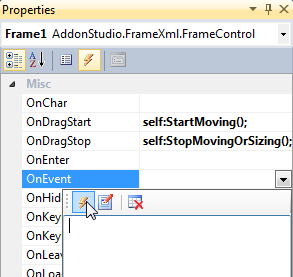 Properties
Frame1 AddonStudio.FrameXml.FrameControl
Misc
OnChar
OnDragStart self:StartMoving();
OnDragStop self:StopMovingOrSizing();
OnEnter
OnEvent
OnHid
OnKey
OnKey
OnLeav
OnLoad